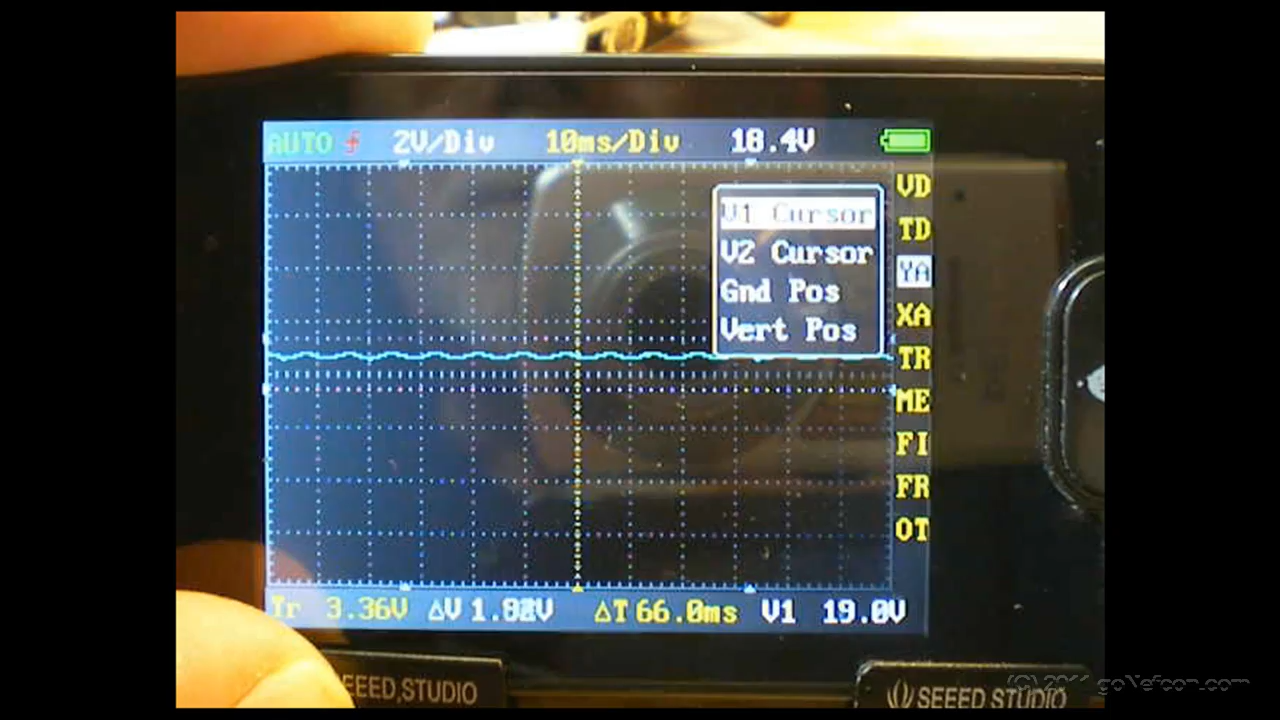 AUTO 2V/Div 10ms/Div 18.4V
VD
V1 Cursor
TD
V2 Cursor
YA
Gnd Pos
XA
Vert Pos
TR
ME
FI
FR
OT
Tr 3.36V ΔV ΔT 66.0ms V1 19.0V
SEEED,STUDIO
SEEED STUDIO